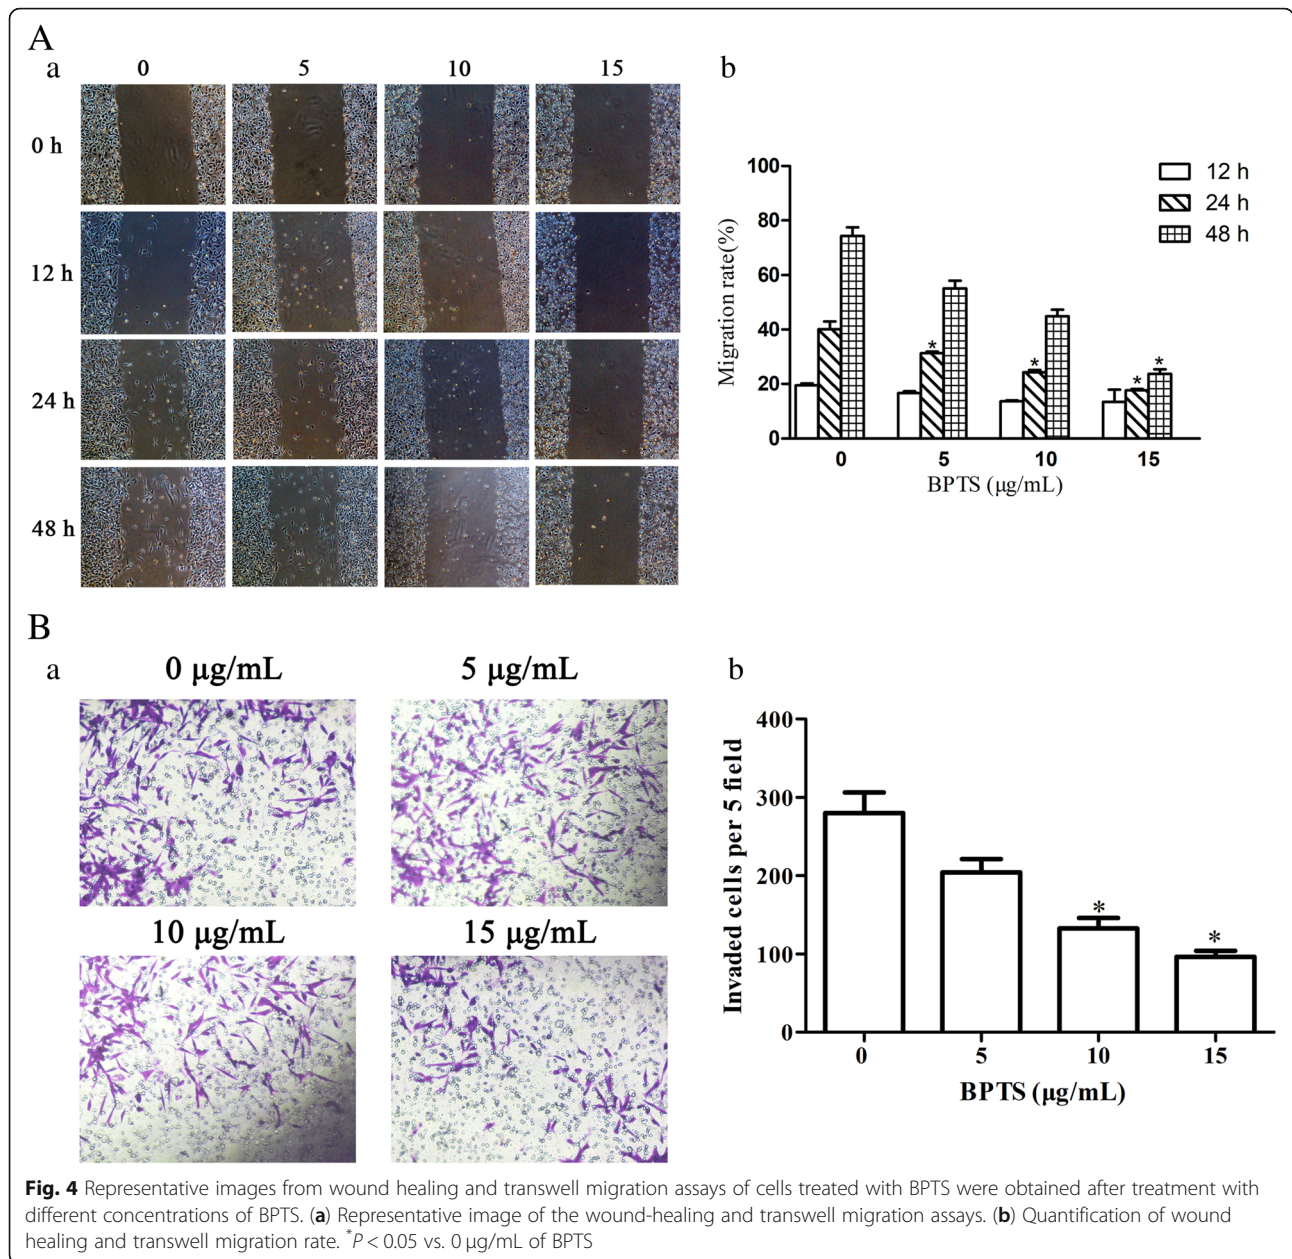 A
a
0 5 10 15
0 h
12 h
24 h
48 h
b
100
80
60
40
20
0
Migration rate(%)
12 h
24 h
48 h
*
*
*
*
0 5 10 15
BPTS (µg/mL)
B
a
0 µg/mL 5 µg/mL
10 µg/mL 15 µg/mL
b
400
300
200
100
0
Invaded cells per 5 field
*
*
0 5 10 15
BPTS (µg/mL)
Fig. 4 Representative images from wound healing and transwell migration assays of cells treated with BPTS were obtained after treatment with
different concentrations of BPTS. (a) Representative image of the wound-healing and transwell migration assays. (b) Quantification of wound
healing and transwell migration rate. *P < 0.05 vs. 0 µg/mL of BPTS